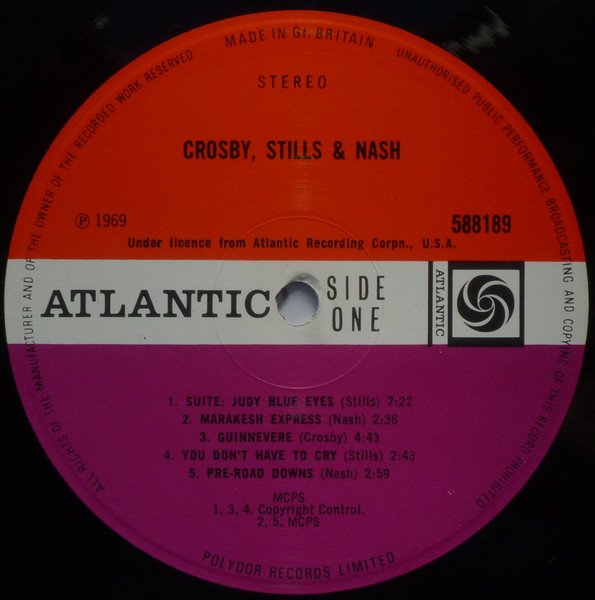 MADE IN Gt. BRITAIN
ALL RIGHTS OF THE MANUFACTURER AND OF THE OWNER OF THE RECORDED WORK RESERVED
UNAUTHORISED PUBLIC PERFORMANCE BROADCASTING AND COPYING OF THIS RECORD PROHIBITED
STEREO
CROSBY, STILLS & NASH
℗ 1969
588189
Under licence from Atlantic Recording Corpn., U.S.A.
ATLANTIC
SIDE
ONE
ATLANTIC
1. SUITE: JUDY BLUE EYES (Stills) 7:22
2. MARAKESH EXPRESS (Nash) 2:36
3. GUINNEVERE (Crosby) 4:43
4. YOU DON'T HAVE TO CRY (Stills) 2:43
5. PRE-ROAD DOWNS (Nash) 2:59
MCPS
1, 3, 4. Copyright Control.
2, 5. MCPS
POLYDOR RECORDS LIMITED